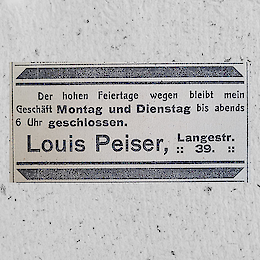 Der hohen Feiertage wegen bleibt mein
Geschäft Montag und Dienstag bis abends
6 Uhr geschlossen.
Louis Peiser, Langestr.
:: 39. ::